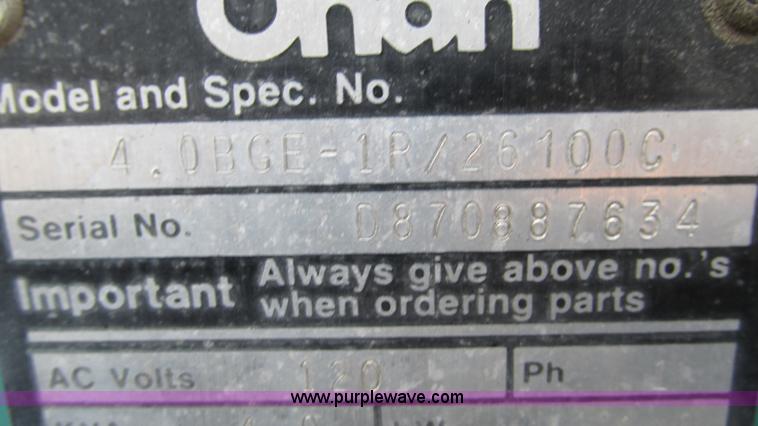 Onan
Model and Spec. No.
4.0BGE-1R/26100C
Serial No. D870887634
Important Always give above no.'s
when ordering parts
AC Volts 120 Ph 1
www.purplewave.com